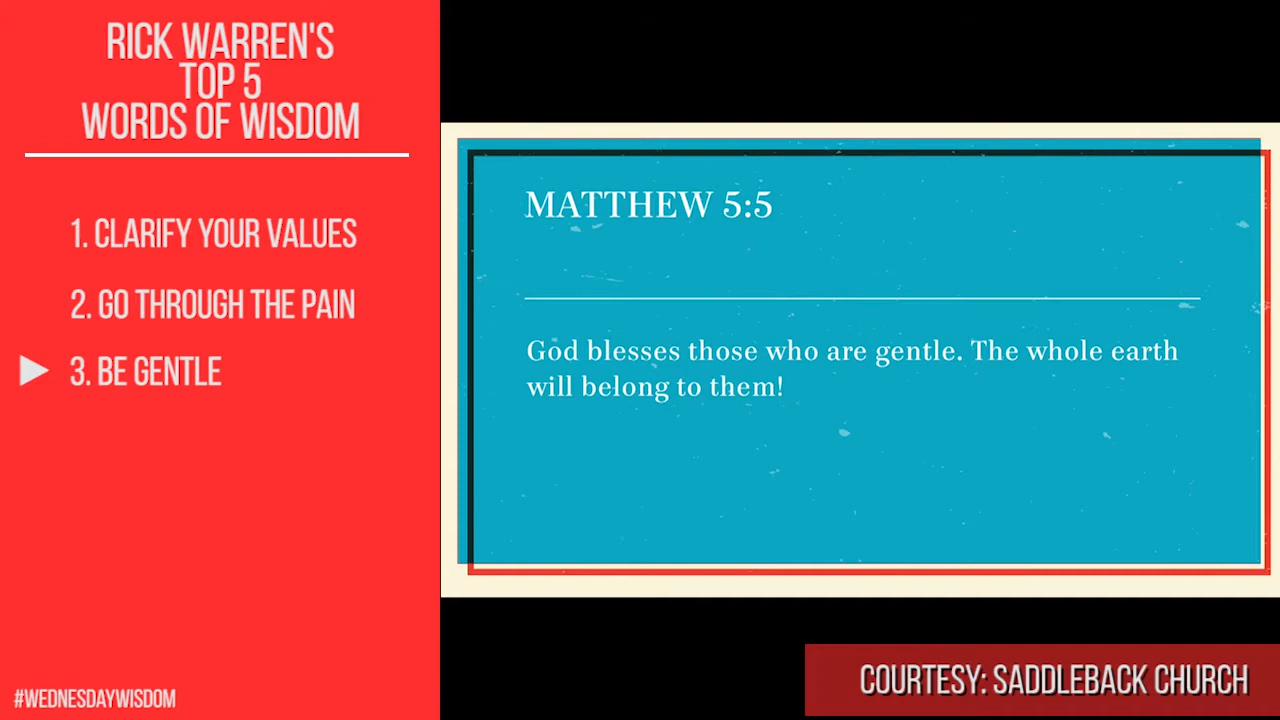 RICK WARREN'S
TOP 5
WORDS OF WISDOM
1. CLARIFY YOUR VALUES
2. GO THROUGH THE PAIN
3. BE GENTLE
#WEDNESDAYWISDOM
MATTHEW 5:5
God blesses those who are gentle. The whole earth
will belong to them!
COURTESY: SADDLEBACK CHURCH